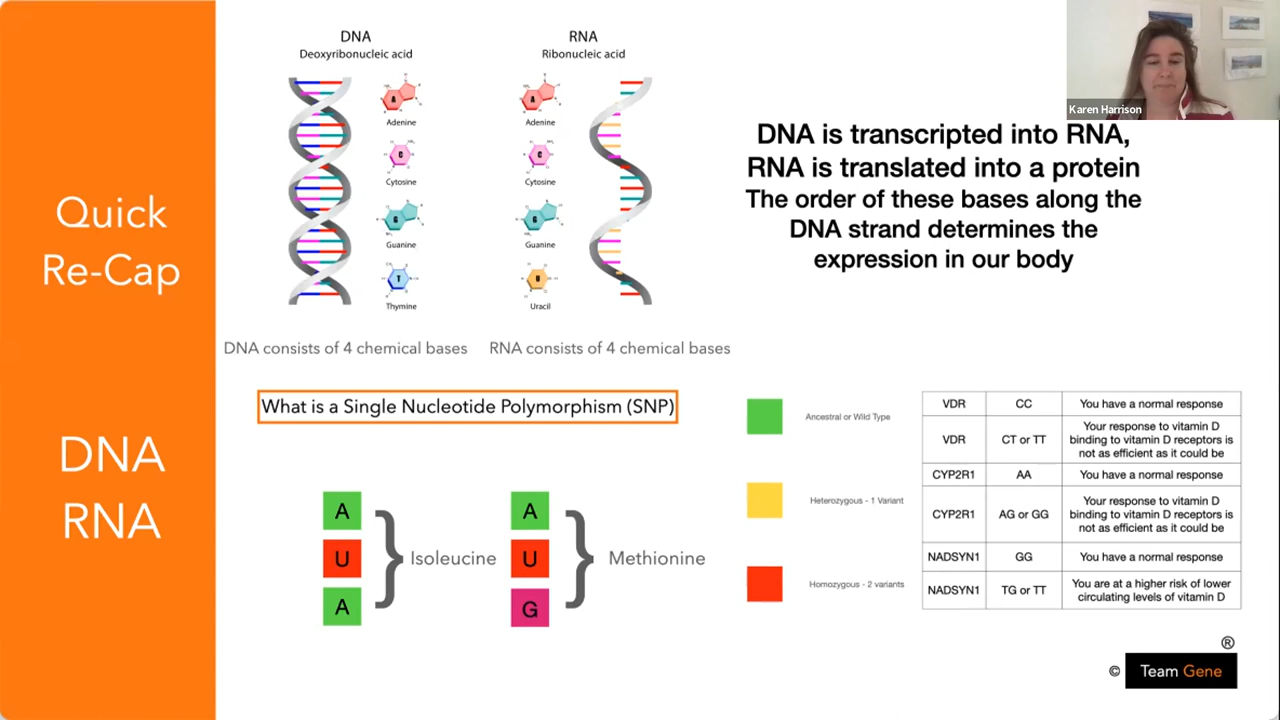 Quick
Re-Cap
DNA
RNA
DNA
Deoxyribonucleic acid
A
Adenine
C
Cytosine
G
Guanine
T
Thymine
RNA
Ribonucleic acid
A
Adenine
C
Cytosine
G
Guanine
U
Uracil
DNA consists of 4 chemical bases
RNA consists of 4 chemical bases
Karen Harrison
DNA is transcripted into RNA,
RNA is translated into a protein
The order of these bases along the
DNA strand determines the
expression in our body
What is a Single Nucleotide Polymorphism (SNP)
A
U
A
} Isoleucine
A
U
G
} Methionine
Ancestral or Wild Type
Heterozygous - 1 Variant
Homozygous - 2 variants
VDR CC You have a normal response
VDR CT or TT Your response to vitamin D
binding to vitamin D receptors is
not as efficient as it could be
CYP2R1 AA You have a normal response
CYP2R1 AG or GG Your response to vitamin D
binding to vitamin D receptors is
not as efficient as it could be
NADSYN1 GG You have a normal response
NADSYN1 TG or TT You are at a higher risk of lower
circulating levels of vitamin D
®
© Team Gene